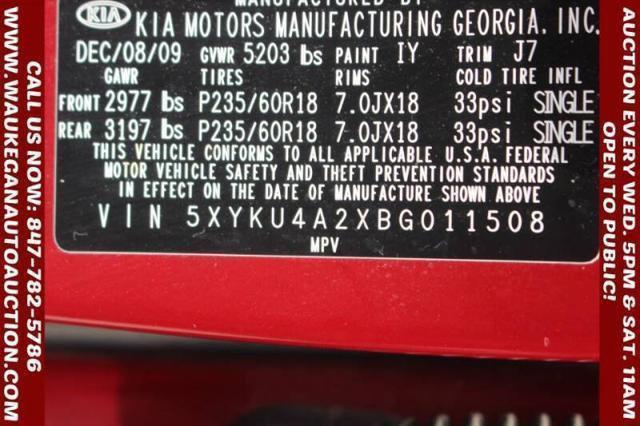 MANUFACTURED BY
KIA KIA MOTORS MANUFACTURING GEORGIA, INC.
DEC/08/09 GVWR 5203 lbs PAINT IY TRIM J7
GAWR TIRES RIMS COLD TIRE INFL
FRONT 2977 lbs P235/60R18 7.0JX18 33psi SINGLE
REAR 3197 lbs P235/60R18 7.0JX18 33psi SINGLE
THIS VEHICLE CONFORMS TO ALL APPLICABLE U.S.A. FEDERAL
MOTOR VEHICLE SAFETY AND THEFT PREVENTION STANDARDS
IN EFFECT ON THE DATE OF MANUFACTURE SHOWN ABOVE
VIN 5XYKU4A2XBG011508
MPV
WWW.WAUKEGANAUTOAUCTION.COM
CALL US NOW: 847-782-5786
AUCTION: EVERY WED. 5PM & SAT. 11AM
OPEN TO PUBLIC!